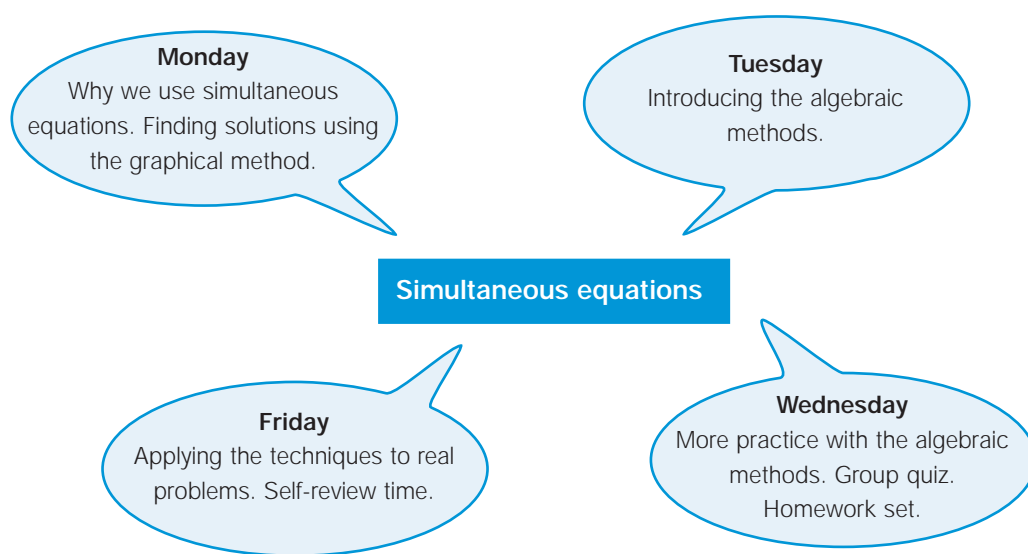 Monday
Why we use simultaneous
equations. Finding solutions using
the graphical method.
Tuesday
Introducing the algebraic
methods.
Simultaneous equations
Friday
Applying the techniques to real
problems. Self-review time.
Wednesday
More practice with the algebraic
methods. Group quiz.
Homework set.